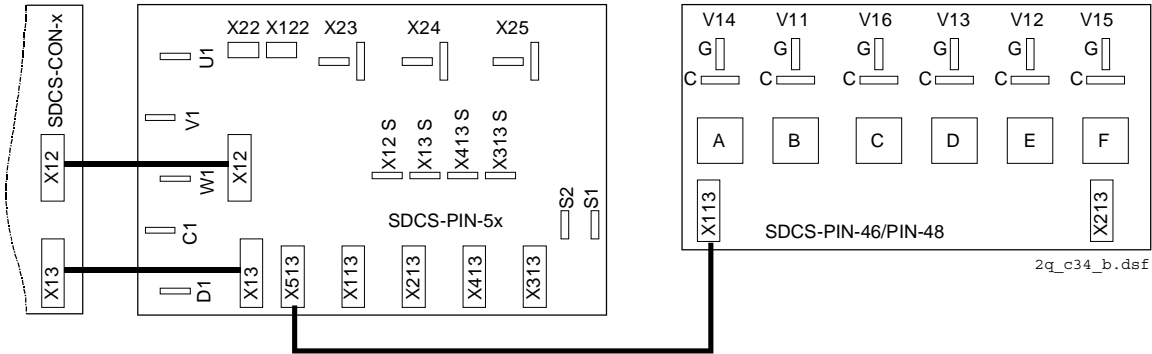 SDCS-CON-x
X12
X13
X22 X122 X23 X24 X25
U1
V1
W1
C1
D1
X12
X13
X12 S
X13 S
X413 S
X313 S
S2
S1
SDCS-PIN-5x
X513
X113
X213
X413
X313
V14 V11 V16 V13 V12 V15
G G G G G G
C C C C C C
A B C D E F
X113
X213
SDCS-PIN-46/PIN-48
2q_c34_b.dsf